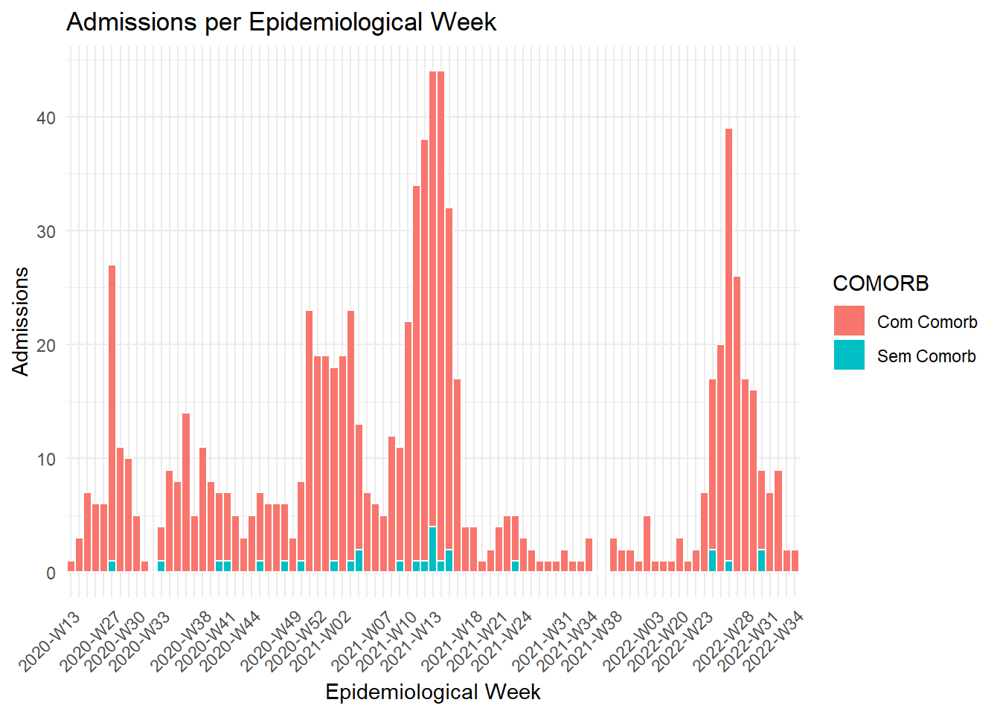 Admissions per Epidemiological Week
Admissions
40
30
20
10
0
2020-W13
2020-W27
2020-W30
2020-W33
2020-W38
2020-W41
2020-W44
2020-W49
2020-W52
2021-W02
2021-W07
2021-W10
2021-W13
2021-W18
2021-W21
2021-W24
2021-W31
2021-W34
2021-W38
2022-W03
2022-W20
2022-W23
2022-W28
2022-W31
2022-W34
Epidemiological Week
COMORB
Com Comorb
Sem Comorb